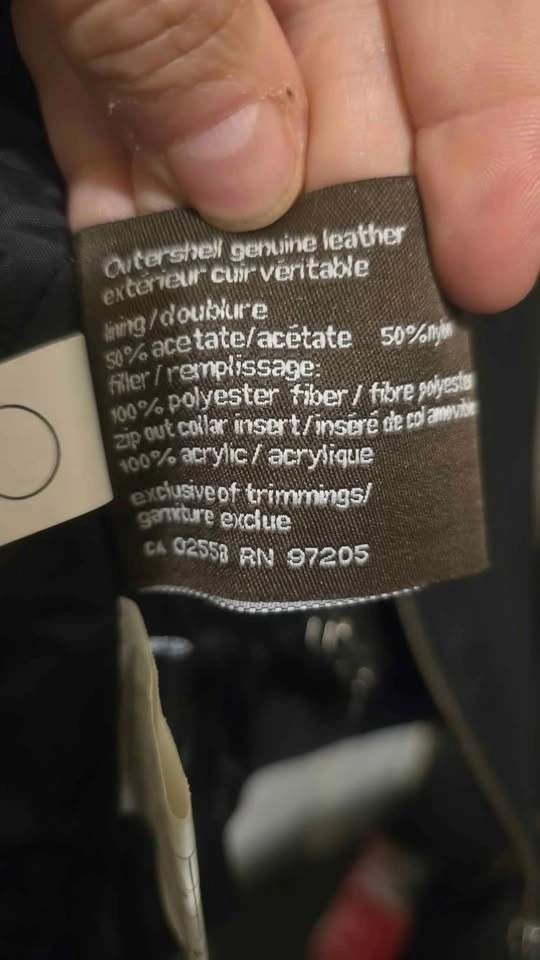 Outershell genuine leather
extérieur cuir véritable
lining/doublure
50% acetate/acétate 50% nylon
filler/remplissage:
100% polyester fiber/fibre polyester
zip out collar insert/inséré de col amovible
100% acrylic/acrylique
exclusive of trimmings/
garniture exclue
CA 02558 RN 97205